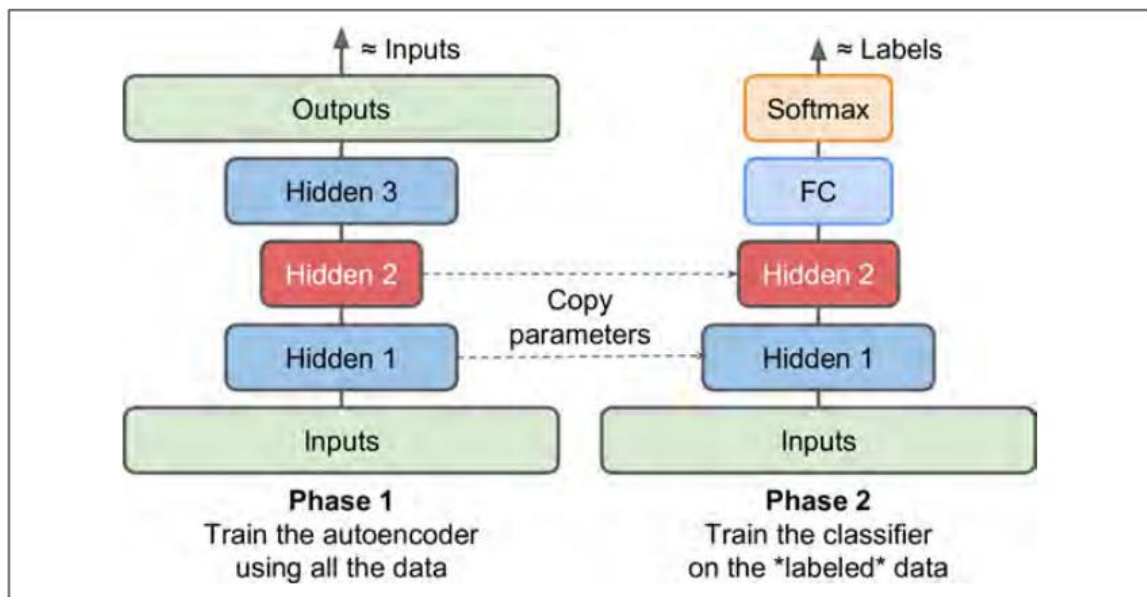 ≈ Inputs
Outputs
Hidden 3
Hidden 2
Hidden 1
Inputs
Phase 1
Train the autoencoder
using all the data
Copy
parameters
≈ Labels
Softmax
FC
Hidden 2
Hidden 1
Inputs
Phase 2
Train the classifier
on the *labeled* data